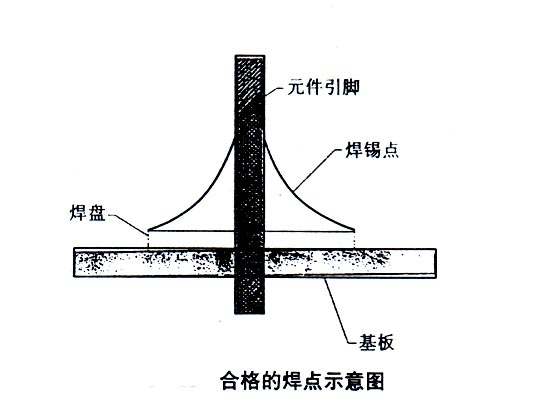 元件引脚
焊锡点
焊盘
基板
合格的焊点示意图